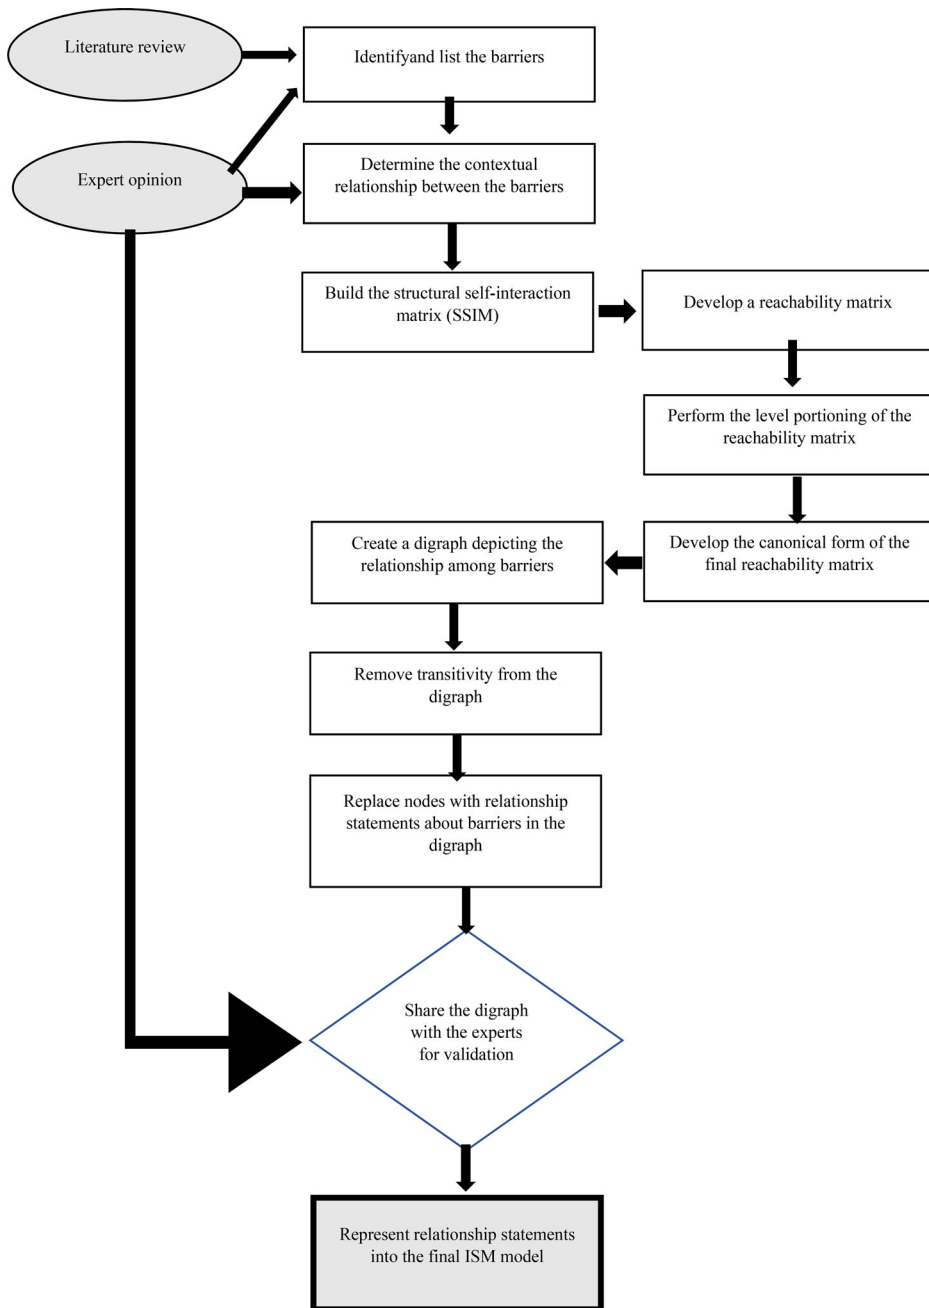 Literature review
Identifyand list the barriers
Expert opinion
Determine the contextual
relationship between the barriers
Build the structural self-interaction
matrix (SSIM)
Develop a reachability matrix
Perform the level portioning of the
reachability matrix
Develop the canonical form of the
final reachability matrix
Create a digraph depicting the
relationship among barriers
Remove transitivity from the
digraph
Replace nodes with relationship
statements about barriers in the
digraph
Share the digraph
with the experts
for validation
Represent relationship statements
into the final ISM model